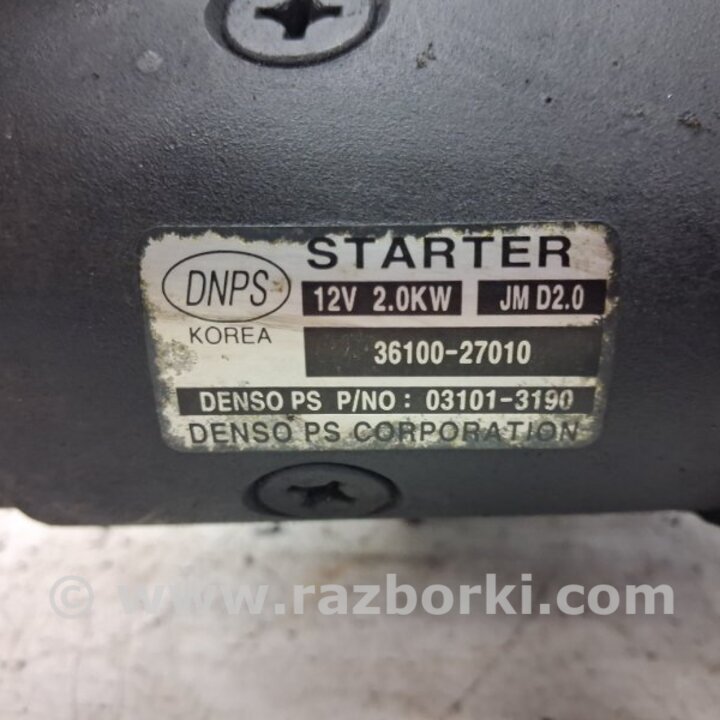 STARTER
DNPS
12V 2.0KW JM D2.0
KOREA
36100-27010
DENSO PS P/NO: 03101-3190
DENSO PS CORPORATION
© www.razborki.com